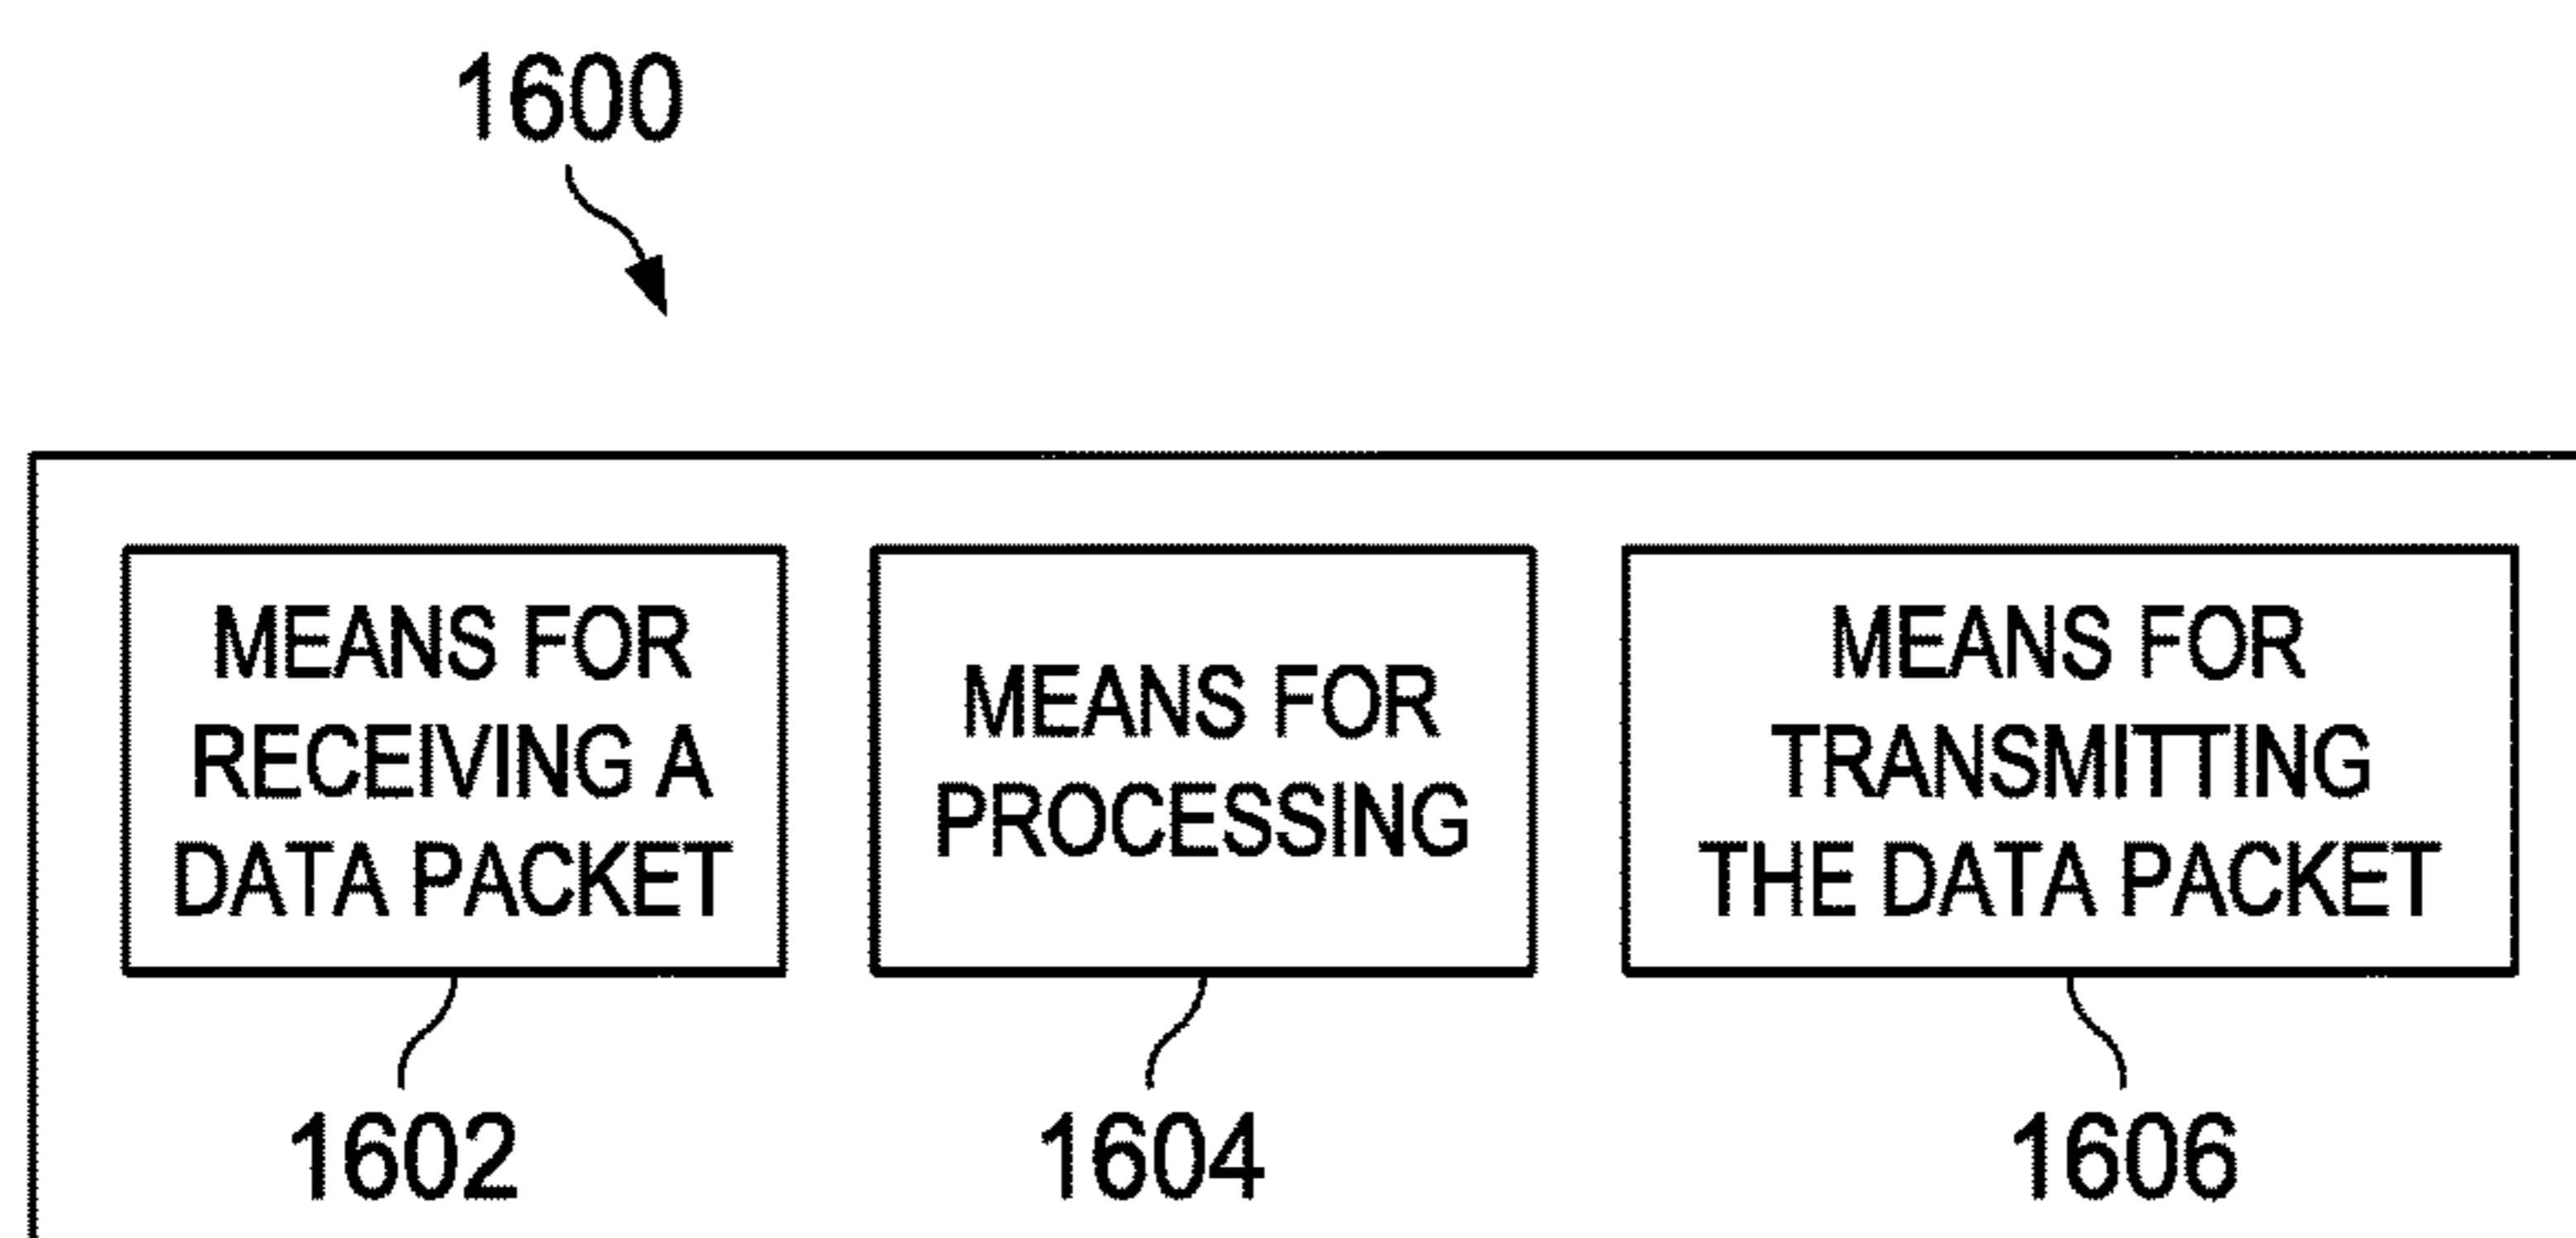 1600
MEANS FOR
RECEIVING A
DATA PACKET
MEANS FOR
PROCESSING
MEANS FOR
TRANSMITTING
THE DATA PACKET
1602
1604
1606